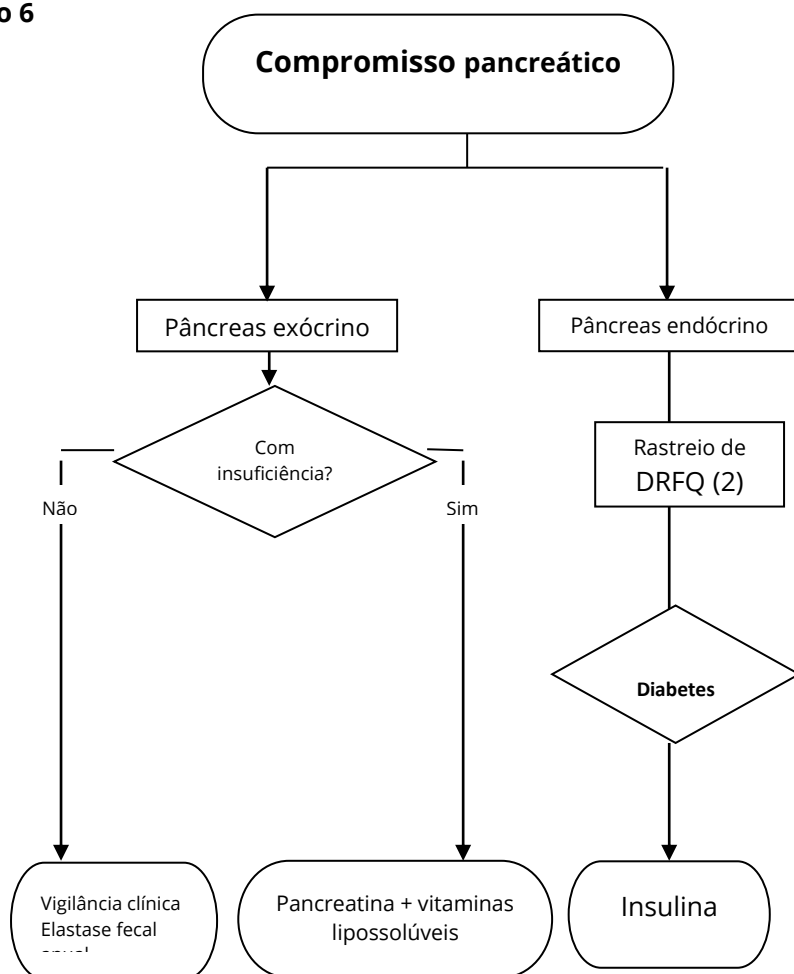 o 6
Compromisso pancreático
Pâncreas exócrino
Pâncreas endócrino
Com
insuficiência?
Rastreio de
DRFQ (2)
Não
Sim
Diabetes
Vigilância clínica
Elastase fecal
Pancreatina + vitaminas
lipossolúveis
Insulina